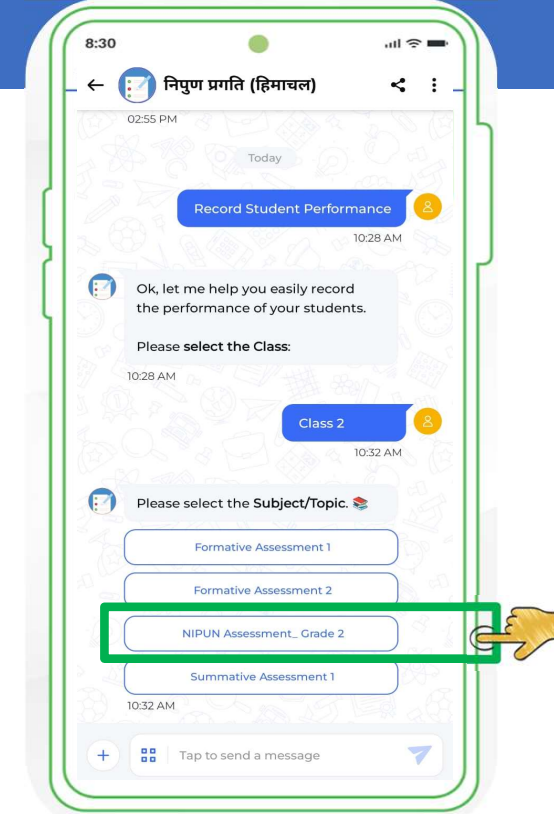 8:30
निपुण प्रगति (हिमाचल)
02:55 PM
Today
Record Student Performance
10:28 AM
Ok, let me help you easily record
the performance of your students.
Please select the Class:
10:28 AM
Class 2
10:32 AM
Please select the Subject/Topic. 📚
Formative Assessment 1
Formative Assessment 2
NIPUN Assessment_ Grade 2
Summative Assessment 1
10:32 AM
Tap to send a message